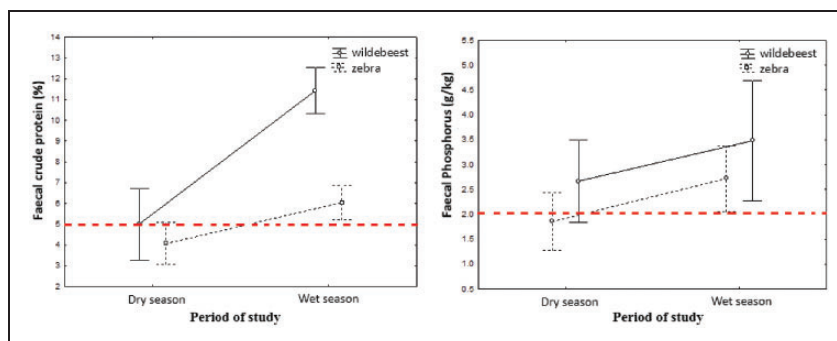 14
13
12
11
10
9
8
7
6
5
4
3
2
Faecal crude protein (%)
wildebeest
zebra
Dry season
Wet season
Period of study
5.5
5.0
4.5
4.0
3.5
3.0
2.5
2.0
1.5
0.5
Faecal Phosphorus (g/kg)
wildebeest
zebra
Dry season
Wet season
Period of study